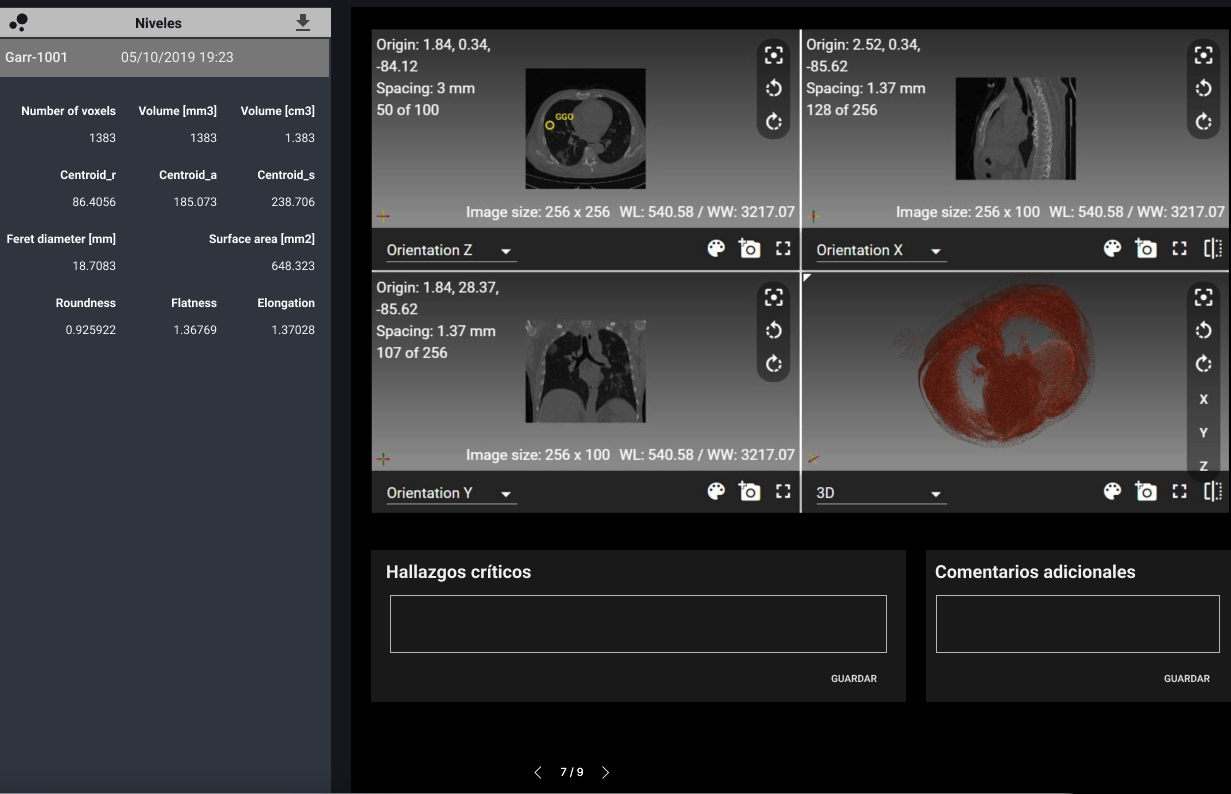 Niveles
Garr-1001 05/10/2019 19:23
Number of voxels Volume [mm3] Volume [cm3]
1383 1383 1.383
Centroid_r Centroid_a Centroid_s
86.4056 185.073 238.706
Feret diameter [mm] Surface area [mm2]
18.7083 648.323
Roundness Flatness Elongation
0.925922 1.36769 1.37028
Origin: 1.84, 0.34,
-84.12
Spacing: 3 mm
50 of 100
GGO
Image size: 256 x 256 WL: 540.58 / WW: 3217.07
Orientation Z
Origin: 2.52, 0.34,
-85.62
Spacing: 1.37 mm
128 of 256
Image size: 256 x 100 WL: 540.58 / WW: 3217.07
Orientation X
Origin: 1.84, 28.37,
-85.62
Spacing: 1.37 mm
107 of 256
Image size: 256 x 100 WL: 540.58 / WW: 3217.07
Orientation Y
X
Y
Z
3D
Hallazgos críticos
GUARDAR
Comentarios adicionales
GUARDAR
7 / 9